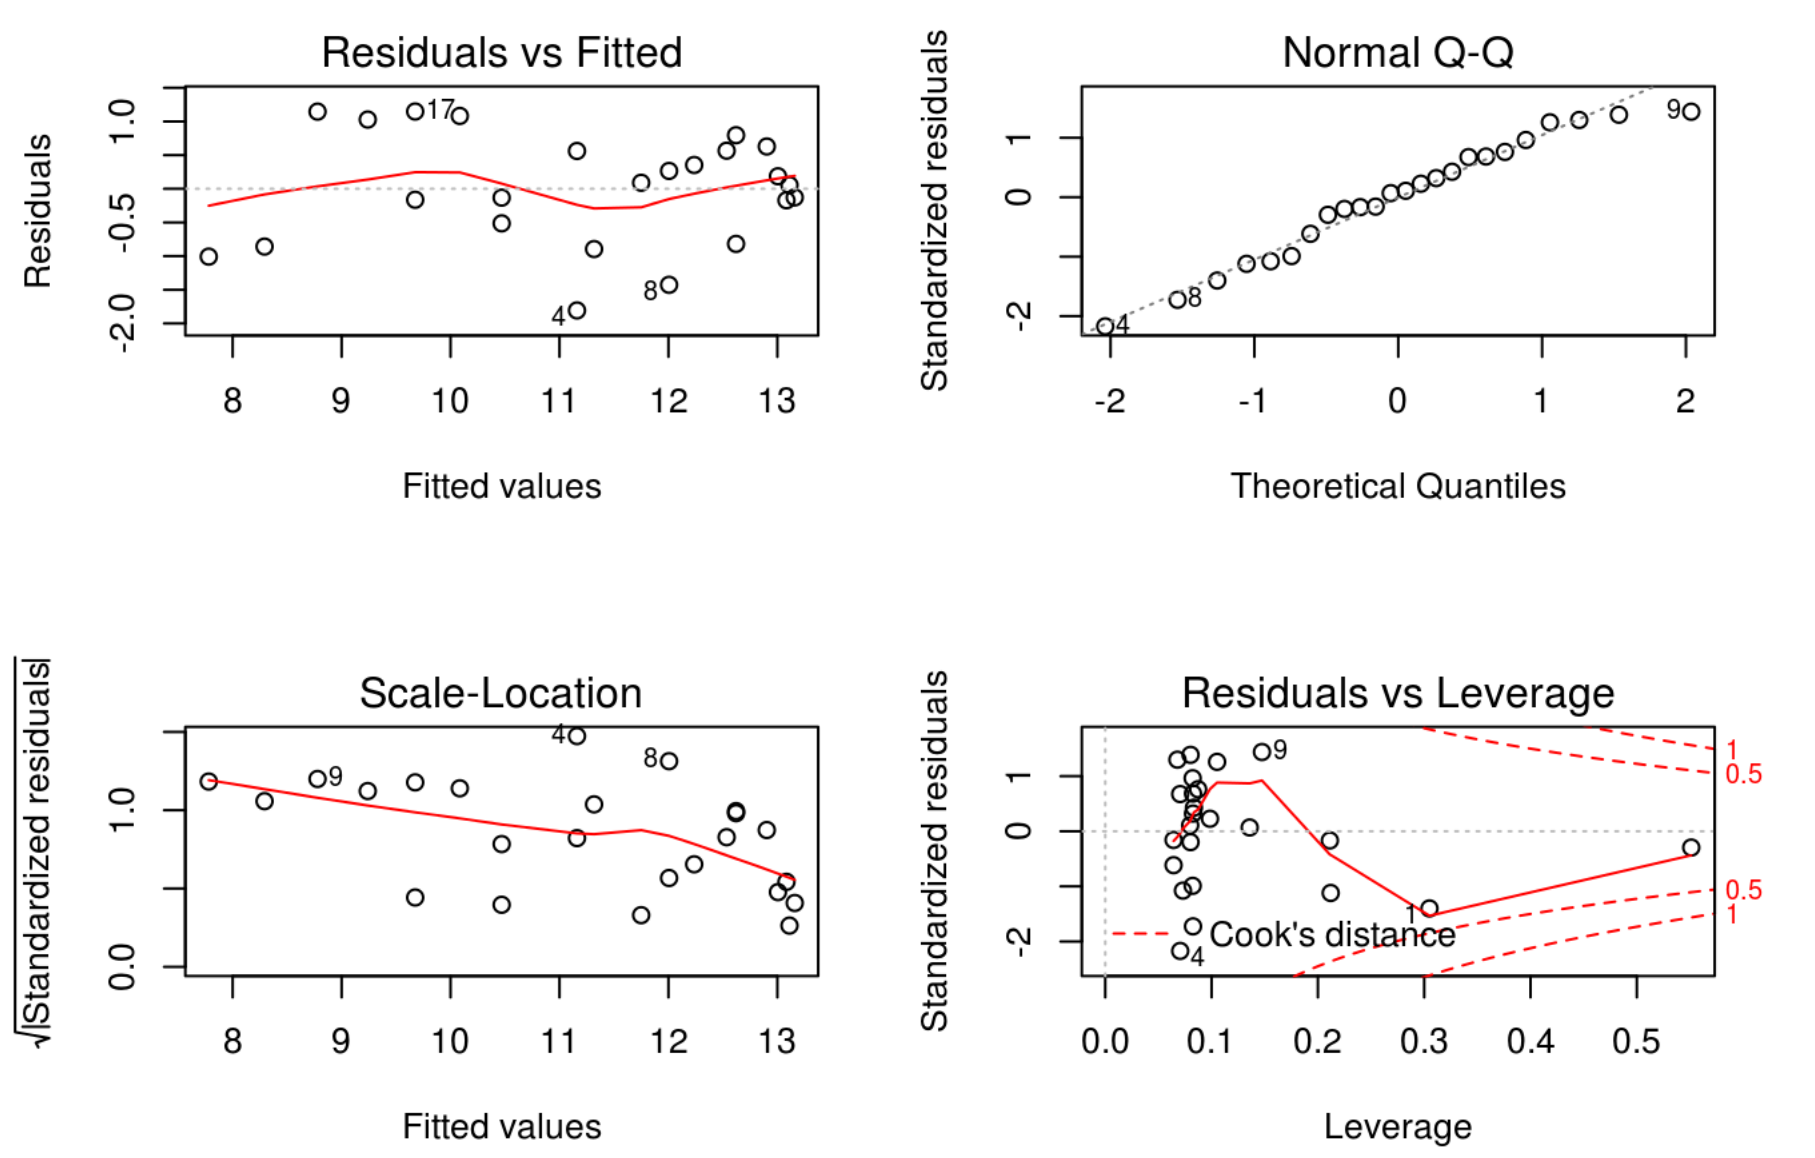 Residuals vs Fitted
Residuals
1.0
-0.5
-2.0
17
8
4
8 9 10 11 12 13
Fitted values
Normal Q-Q
Standardized residuals
1
0
-2
9
8
4
-2 -1 0 1 2
Theoretical Quantiles
Scale-Location
√|Standardized residuals|
1.0
0.0
4
8
9
8 9 10 11 12 13
Fitted values
Residuals vs Leverage
Standardized residuals
1
0
-2
9
1
4
Cook's distance
1
0.5
0.5
1
0.0 0.1 0.2 0.3 0.4 0.5
Leverage